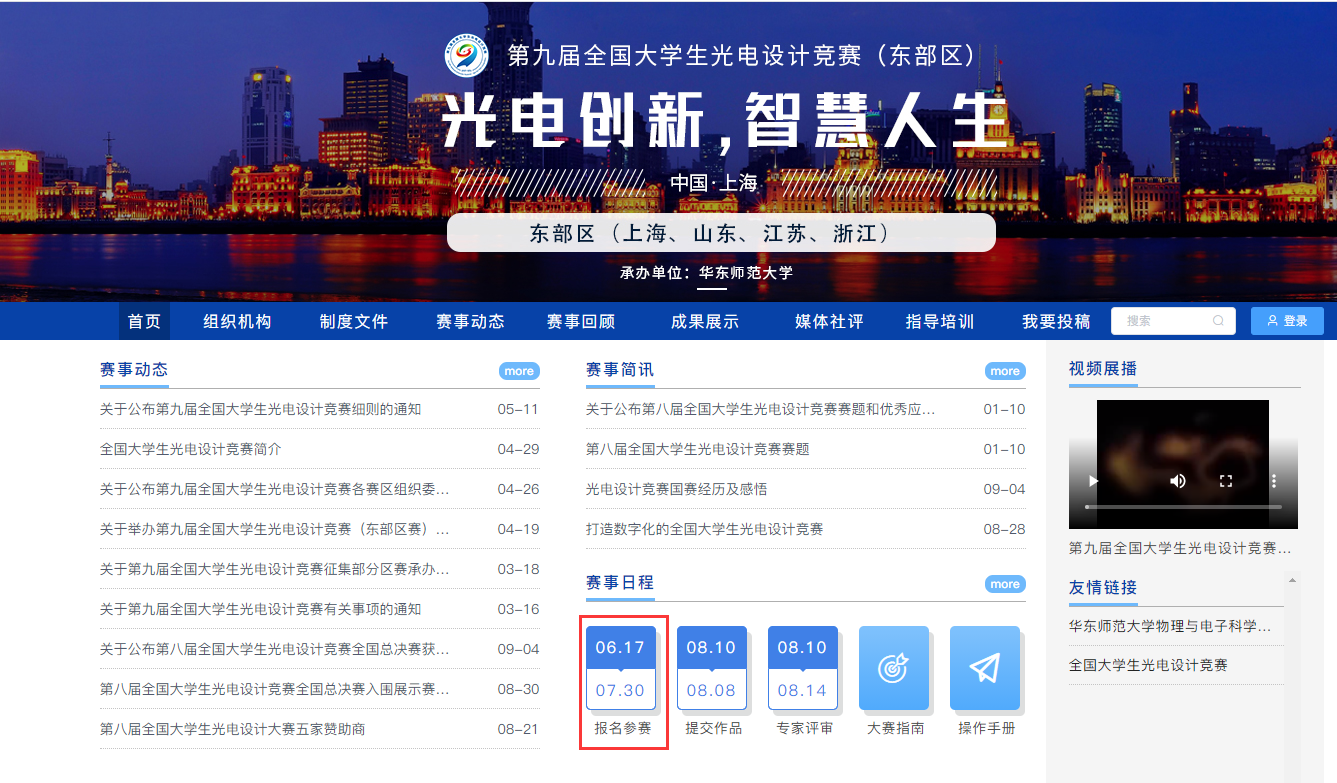 第九届全国大学生光电设计竞赛（东部区）
光电创新,智慧人生
中国·上海
东部区（上海、山东、江苏、浙江）
承办单位：华东师范大学
首页 组织机构 制度文件 赛事动态 赛事回顾 成果展示 媒体社评 指导培训 我要投稿 搜索 登录
赛事动态 more
关于公布第九届全国大学生光电设计竞赛细则的通知 05-11
全国大学生光电设计竞赛简介 04-29
关于公布第九届全国大学生光电设计竞赛各赛区组织委... 04-26
关于举办第九届全国大学生光电设计竞赛（东部区赛）... 04-19
关于第九届全国大学生光电设计竞赛征集部分区赛承办... 03-18
关于第九届全国大学生光电设计竞赛有关事项的通知 03-16
关于公布第八届全国大学生光电设计竞赛全国总决赛获... 09-04
第八届全国大学生光电设计竞赛全国总决赛入围展示赛... 08-30
第八届全国大学生光电设计大赛五家赞助商 08-21
赛事简讯 more
关于公布第八届全国大学生光电设计竞赛赛题和优秀应... 01-10
第八届全国大学生光电设计竞赛赛题 01-10
光电设计竞赛国赛经历及感悟 09-04
打造数字化的全国大学生光电设计竞赛 08-28
赛事日程 more
06.17 08.10 08.10
07.30 08.08 08.14
报名参赛 提交作品 专家评审 大赛指南 操作手册
视频展播
第九届全国大学生光电设计竞赛...
友情链接
华东师范大学物理与电子科学...
全国大学生光电设计竞赛